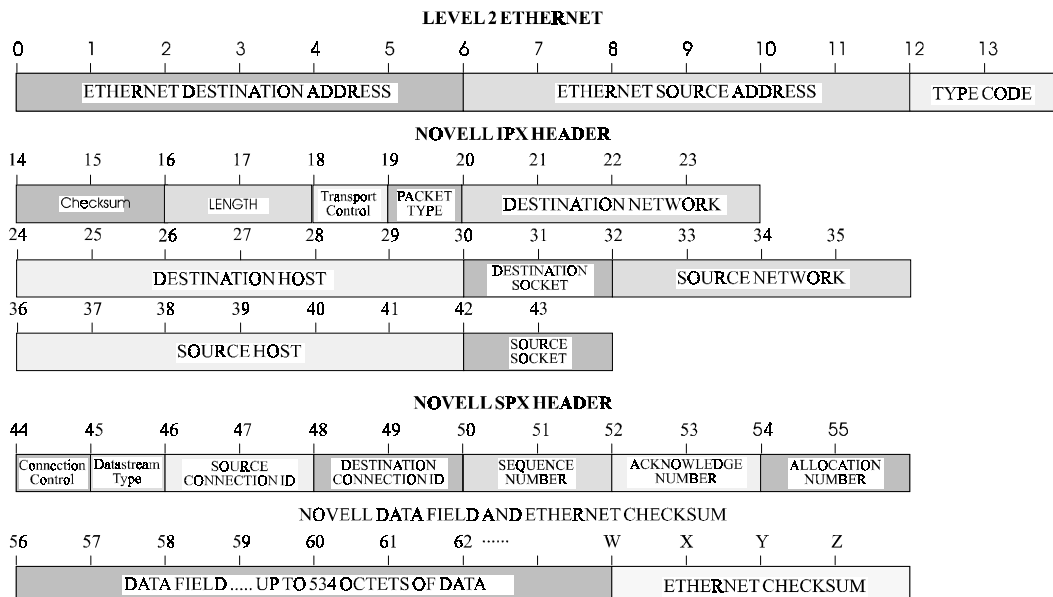 LEVEL 2 ETHERNET
0 1 2 3 4 5 6 7 8 9 10 11 12 13
ETHERNET DESTINATION ADDRESS ETHERNET SOURCE ADDRESS TYPE CODE
NOVELL IPX HEADER
14 15 16 17 18 19 20 21 22 23
Checksum LENGTH Transport Control PACKET TYPE DESTINATION NETWORK
24 25 26 27 28 29 30 31 32 33 34 35
DESTINATION HOST DESTINATION SOCKET SOURCE NETWORK
36 37 38 39 40 41 42 43
SOURCE HOST SOURCE SOCKET
NOVELL SPX HEADER
44 45 46 47 48 49 50 51 52 53 54 55
Connection Control Datastream Type SOURCE CONNECTION ID DESTINATION CONNECTION ID SEQUENCE NUMBER ACKNOWLEDGE NUMBER ALLOCATION NUMBER
NOVELL DATA FIELD AND ETHERNET CHECKSUM
56 57 58 59 60 61 62 ...... W X Y Z
DATA FIELD ..... UP TO 534 OCTETS OF DATA ETHERNET CHECKSUM